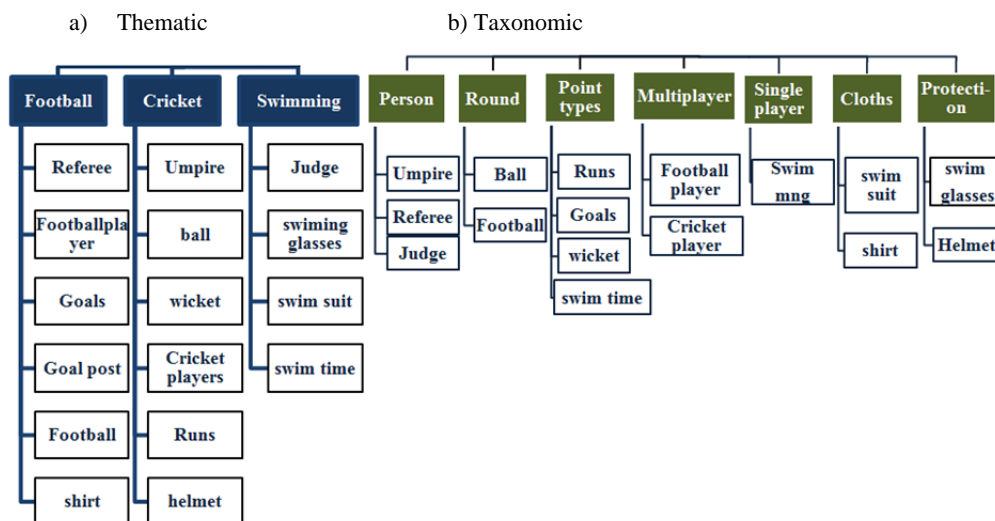 a) Thematic
b) Taxonomic
Football
Cricket
Swimming
Referee
Umpire
Judge
Footballpla
yer
ball
swiming
glasses
Goals
wicket
swim suit
Goal post
Cricket
players
swim time
Football
Runs
shirt
helmet
Person
Round
Point
types
Multiplayer
Single
player
Cloths
Protecti-
on
Umpire
Referee
Judge
Ball
Football
Runs
Goals
wicket
swim time
Football
player
Cricket
player
Swim
mng
swim
suit
shirt
swim
glasses
Helmet